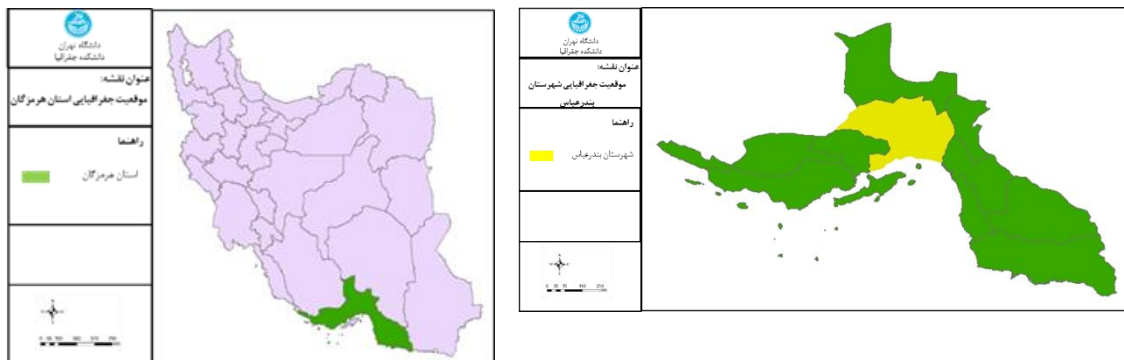 دانشگاه تهران
دانشکده جغرافیا
عنوان نقشه:
موقعیت جغرافیایی استان هرمزگان
راهنما
استان هرمزگان
دانشگاه تهران
دانشکده جغرافیا
عنوان نقشه:
موقعیت جغرافیایی شهرستان
بندرعباس
راهنما
شهرستان بندرعباس